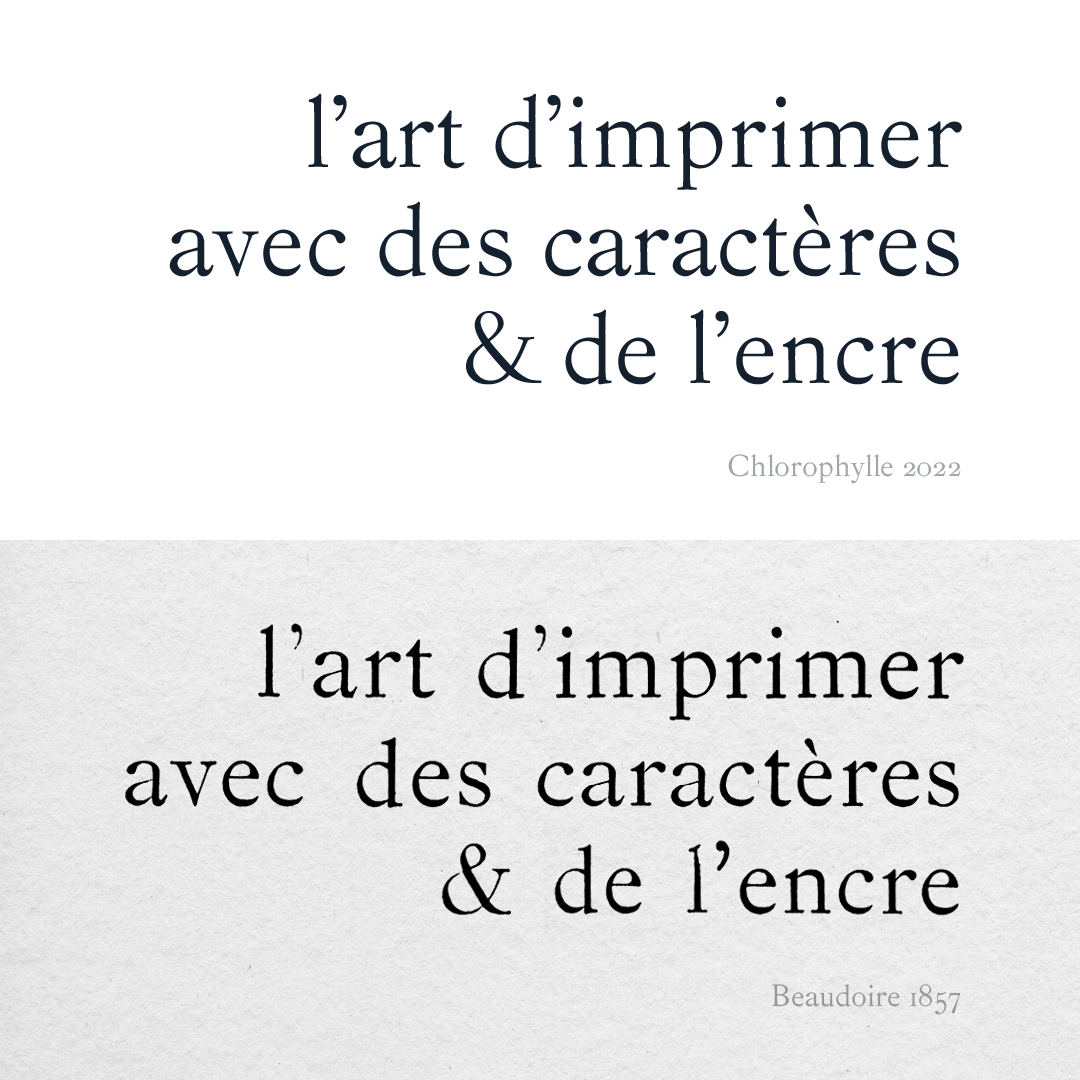 l’art d’imprimer
avec des caractères
& de l’encre
Chlorophylle 2022
l’art d’imprimer
avec des caractères
& de l’encre
Beaudoire 1857